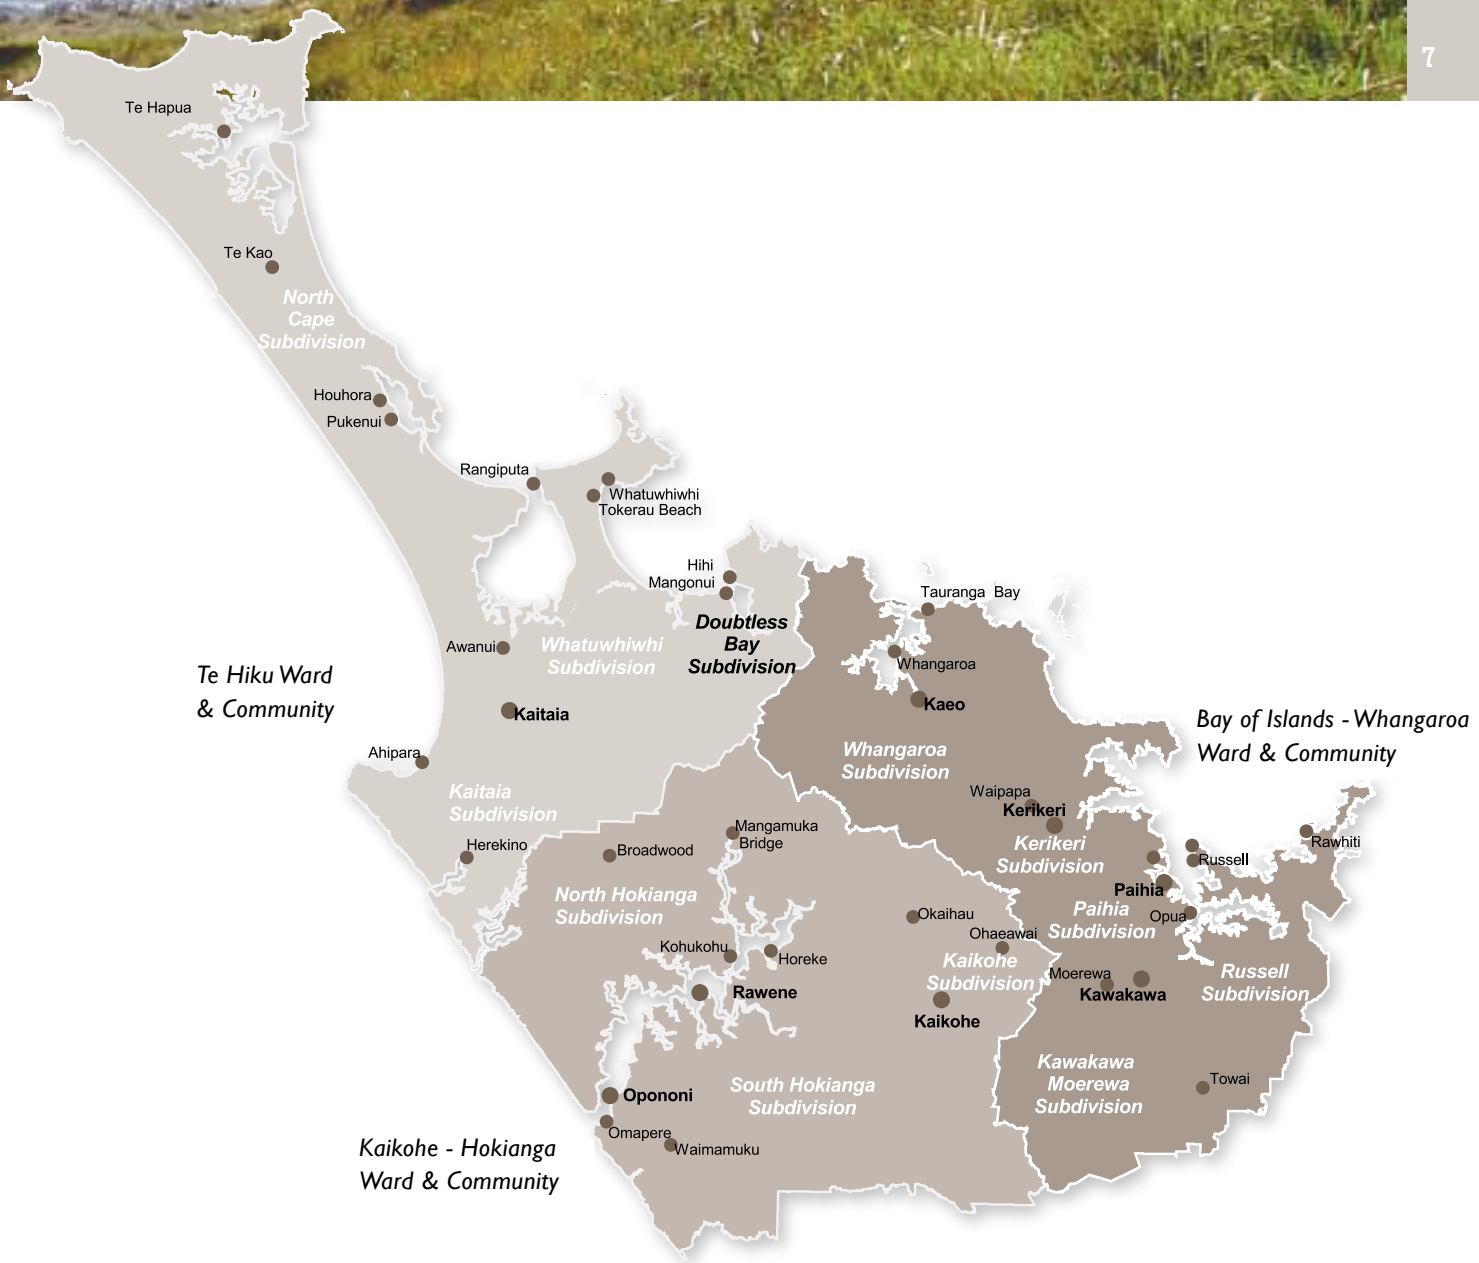 7
Te Hapua
Te Kao
North
Cape
Subdivision
Houhora
Pukenui
Rangiputa
Whatuwhiwhi
Tokerau Beach
Hihi
Mangonui
Doubtless
Bay
Subdivision
Tauranga Bay
Awanui
Whatuwhiwhi
Subdivision
Whangaroa
Te Hiku Ward
& Community
Kaitaia
Kaeo
Bay of Islands - Whangaroa
Ward & Community
Ahipara
Whangaroa
Subdivision
Kaitaia
Subdivision
Waipapa
Kerikeri
Mangamuka
Bridge
Herekino
Broadwood
Kerikeri
Subdivision
Rawhiti
Russell
North Hokianga
Subdivision
Paihia
Okaihau
Paihia
Subdivision
Opua
Ohaeawai
Kohukohu
Horeke
Kaikohe
Subdivision
Moerewa
Kawakawa
Russell
Subdivision
Rawene
Kaikohe
Kawakawa
Moerewa
Subdivision
Towai
South Hokianga
Subdivision
Opononi
Omapere
Waimamuku
Kaikohe - Hokianga
Ward & Community